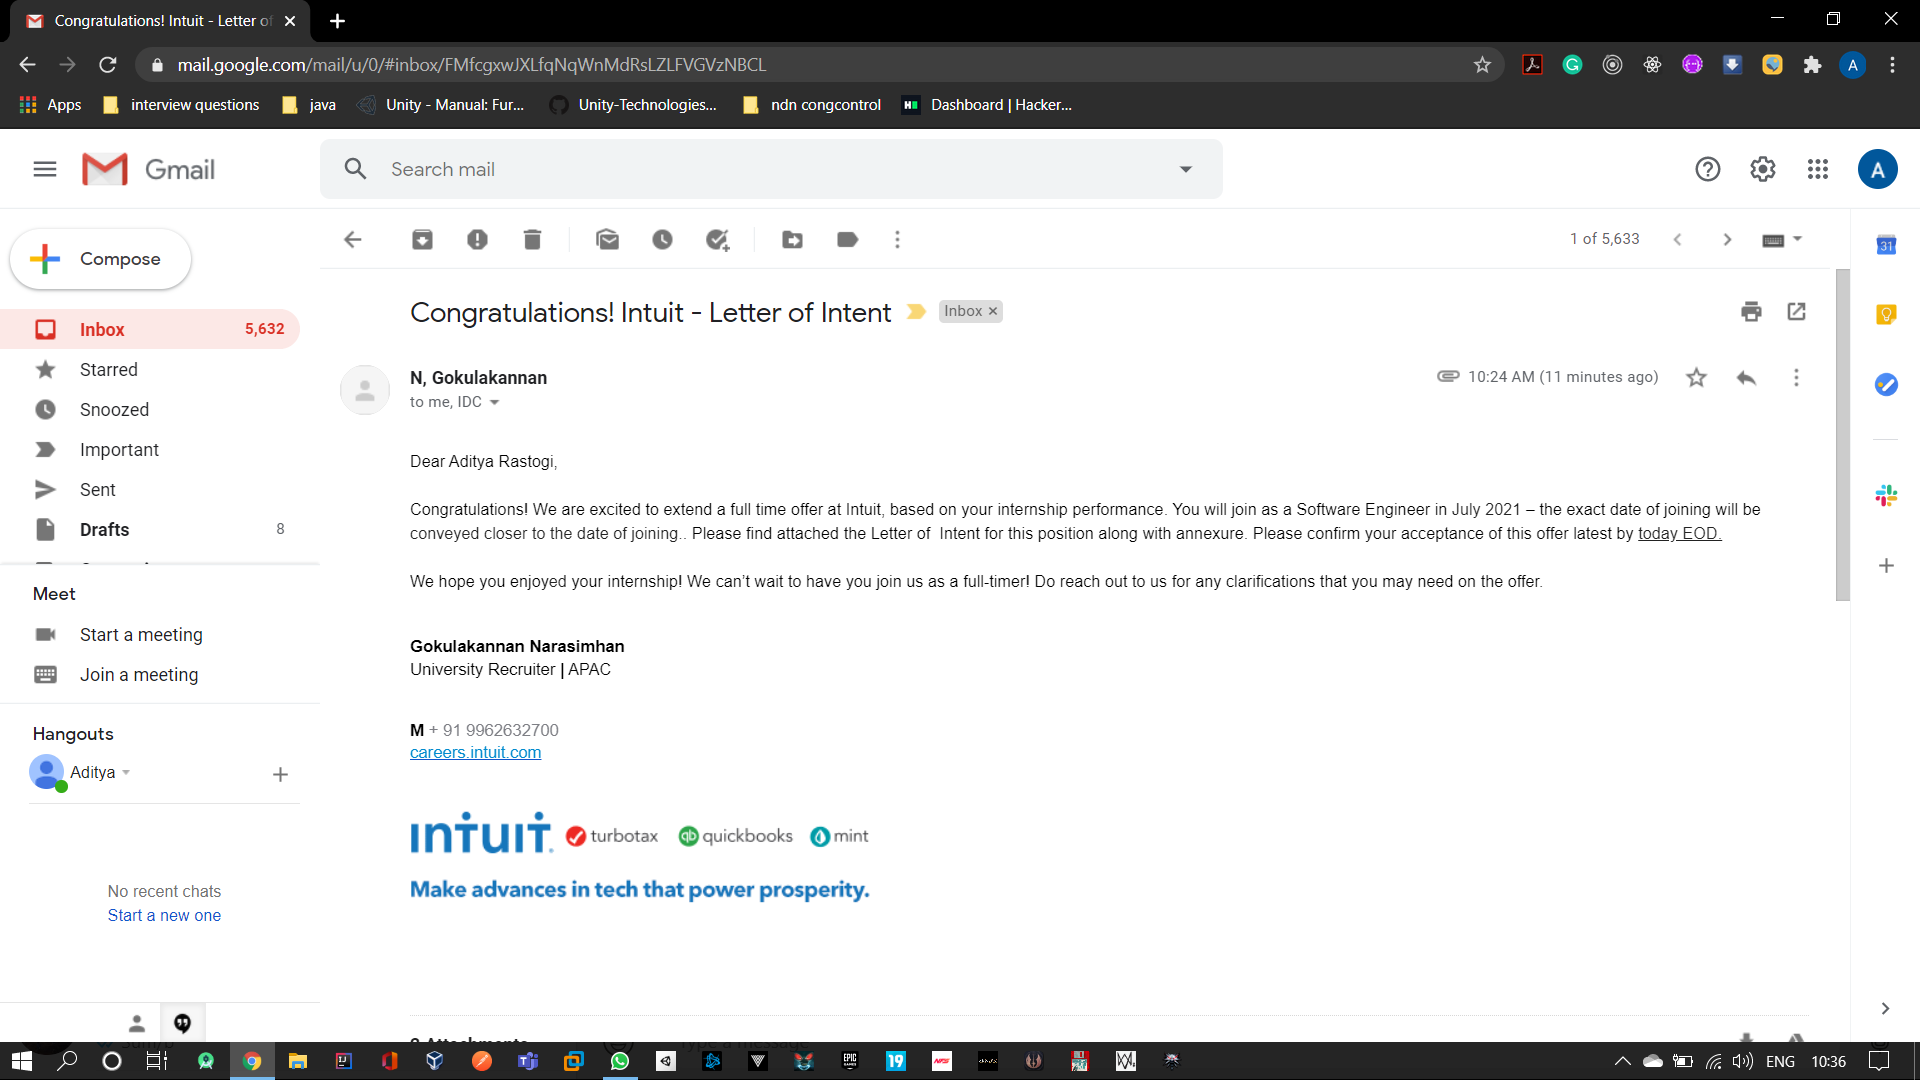 Congratulations! Intuit - Letter of
mail.google.com/mail/u/0/#inbox/FMfcgxwJXLfqNqWnMdRsLZLFVGVzNBCL
A
Apps
interview questions
java
Unity - Manual: Fur...
Unity-Technologies...
ndn congcontrol
Dashboard | Hacker...
Gmail
Search mail
A
Compose
1 of 5,633
31
Inbox 5,632
Starred
Snoozed
Important
Sent
Drafts 8
Meet
Start a meeting
Join a meeting
Hangouts
Aditya
No recent chats
Start a new one
Congratulations! Intuit - Letter of Intent
Inbox ×
N, Gokulakannan
10:24 AM (11 minutes ago)
to me, IDC
Dear Aditya Rastogi,
Congratulations! We are excited to extend a full time offer at Intuit, based on your internship performance. You will join as a Software Engineer in July 2021 – the exact date of joining will be
conveyed closer to the date of joining.. Please find attached the Letter of  Intent for this position along with annexure. Please confirm your acceptance of this offer latest by today EOD.
We hope you enjoyed your internship! We can't wait to have you join us as a full-timer! Do reach out to us for any clarifications that you may need on the offer.
Gokulakannan Narasimhan
University Recruiter | APAC
M + 91 9962632700
careers.intuit.com
intuit. turbotax qb quickbooks mint
Make advances in tech that power prosperity.
Attachments
EPIC GAMES
19
NFS
ENG
10:36